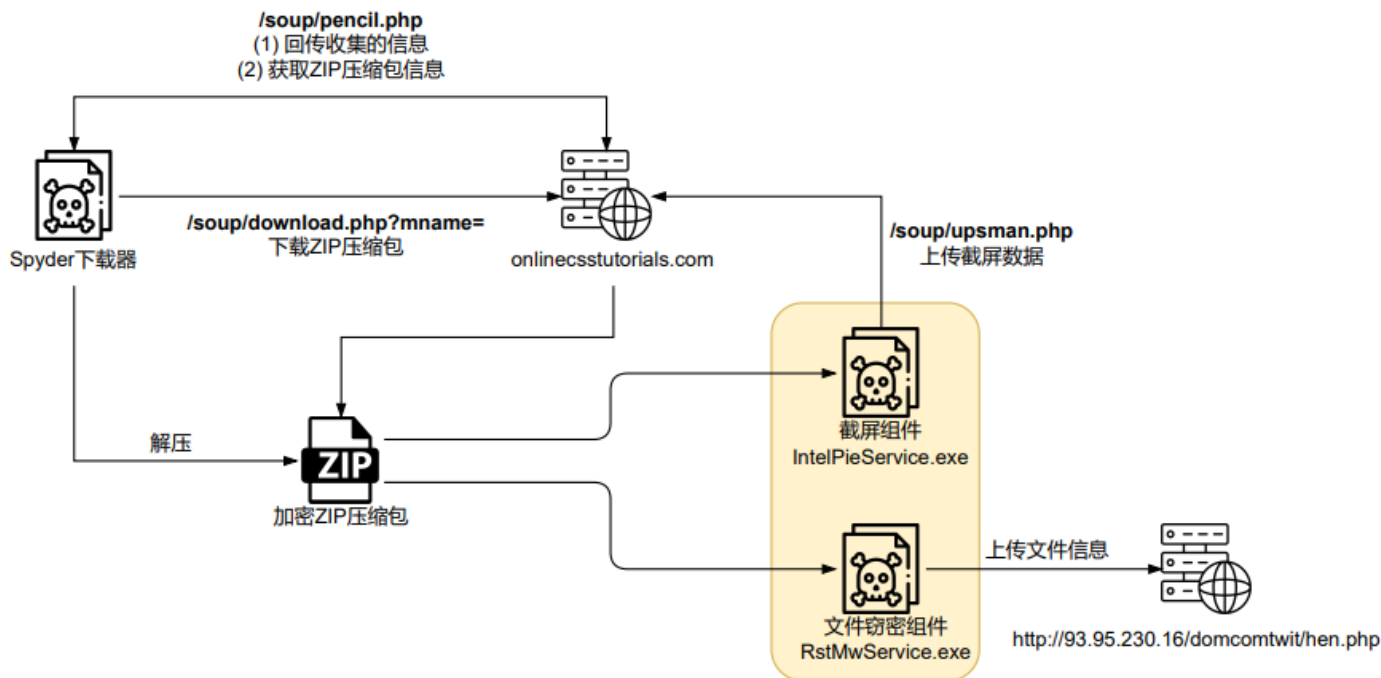 /soup/pencil.php
(1) 回传收集的信息
(2) 获取ZIP压缩包信息
/soup/download.php?mname=
下载ZIP压缩包
Spyder下载器
onlinecsstutorials.com
/soup/upsman.php
上传截屏数据
解压
ZIP
加密ZIP压缩包
截屏组件
IntelPieService.exe
上传文件信息
文件窃密组件
RstMwService.exe
http://93.95.230.16/domcomtwit/hen.php